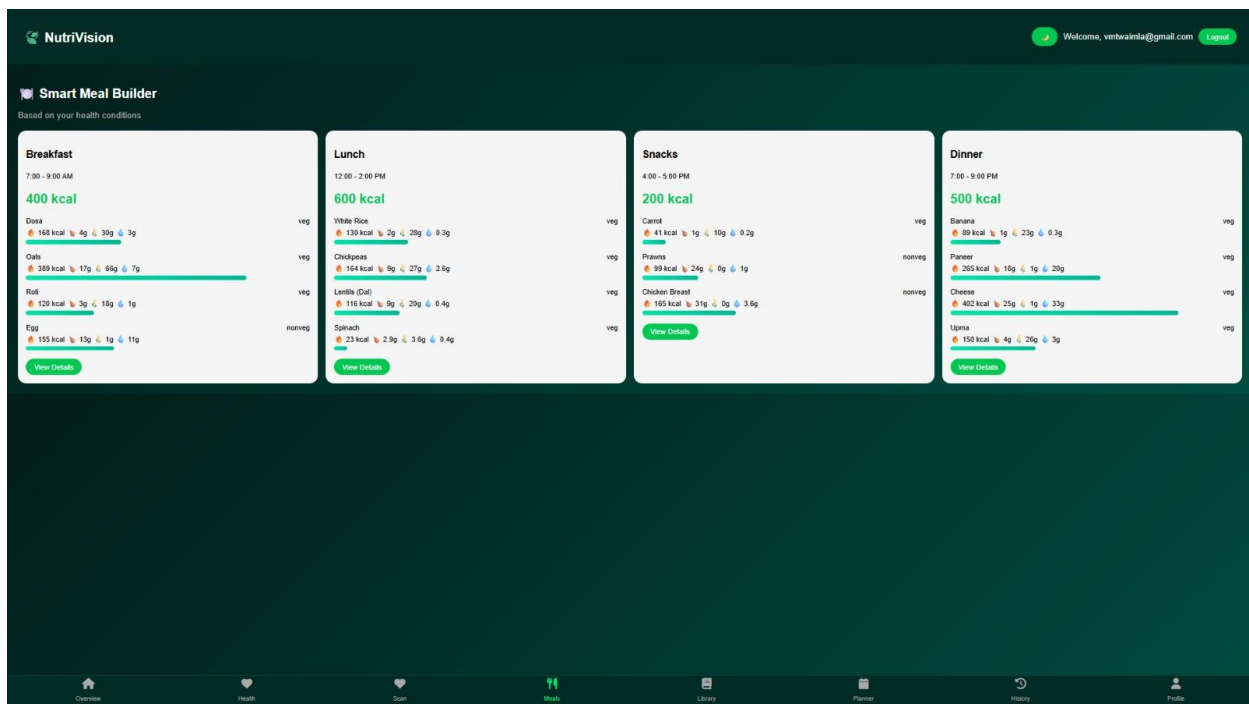 NutriVision
Welcome, vmtwaimla@gmail.com Logout
Smart Meal Builder
Based on your health conditions
Breakfast
7:00 - 9:00 AM
400 kcal
Dosa veg
168 kcal 4g 30g 3g
Oats veg
389 kcal 17g 66g 7g
Roti veg
120 kcal 3g 18g 1g
Egg nonveg
155 kcal 13g 1g 11g
View Details
Lunch
12:00 - 2:00 PM
600 kcal
White Rice veg
130 kcal 2g 28g 0.3g
Chickpeas veg
164 kcal 9g 27g 2.6g
Lentils (Dal) veg
116 kcal 9g 20g 0.4g
Spinach veg
23 kcal 2.9g 3.6g 0.4g
View Details
Snacks
4:00 - 5:00 PM
200 kcal
Carrot veg
41 kcal 1g 10g 0.2g
Prawns nonveg
99 kcal 24g 0g 1g
Chicken Breast nonveg
165 kcal 31g 0g 3.6g
View Details
Dinner
7:00 - 9:00 PM
500 kcal
Banana veg
89 kcal 1g 23g 0.3g
Paneer veg
265 kcal 18g 1g 20g
Cheese veg
402 kcal 25g 1g 33g
Upma veg
150 kcal 4g 26g 3g
View Details
Overview Health Scan Meals Library Planner History Profile